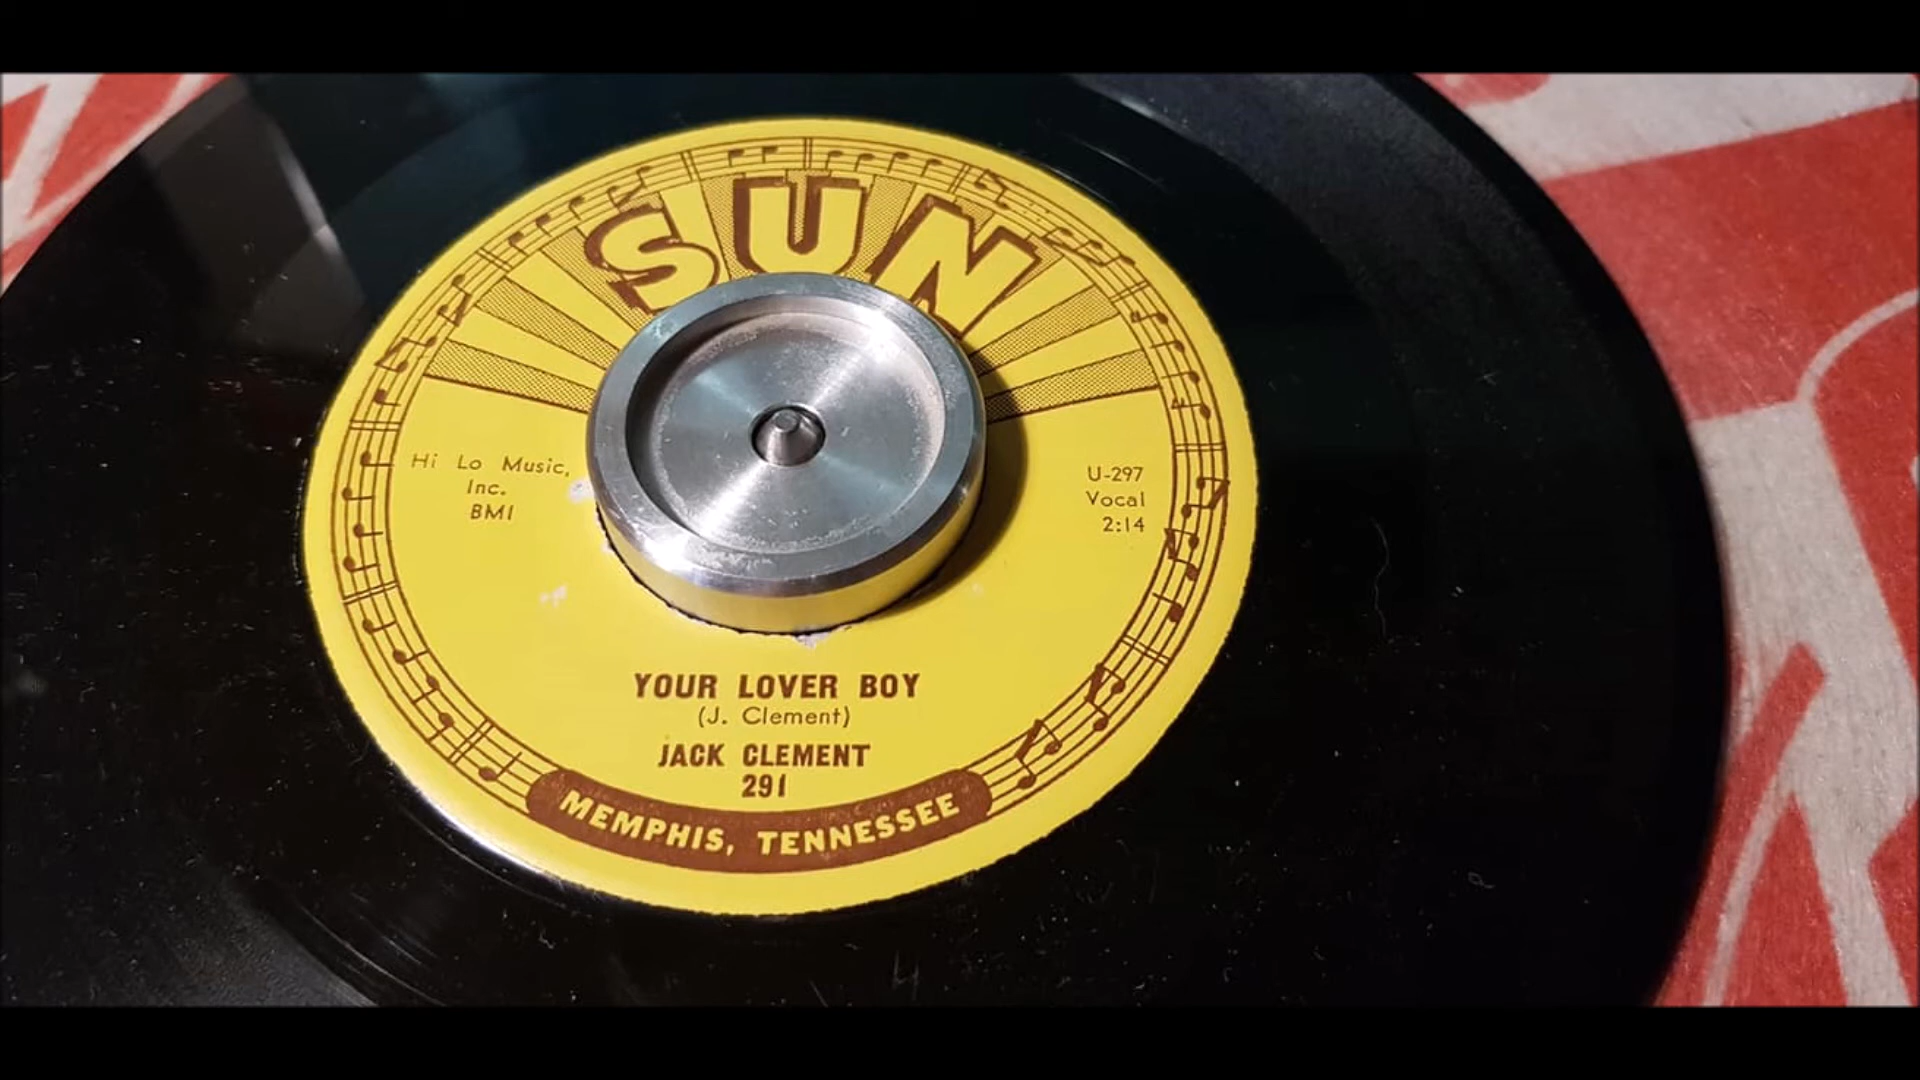 SUN
Hi Lo Music,
Inc.
BMI
U-297
Vocal
2:14
YOUR LOVER BOY
(J. Clement)
JACK CLEMENT
291
MEMPHIS, TENNESSEE